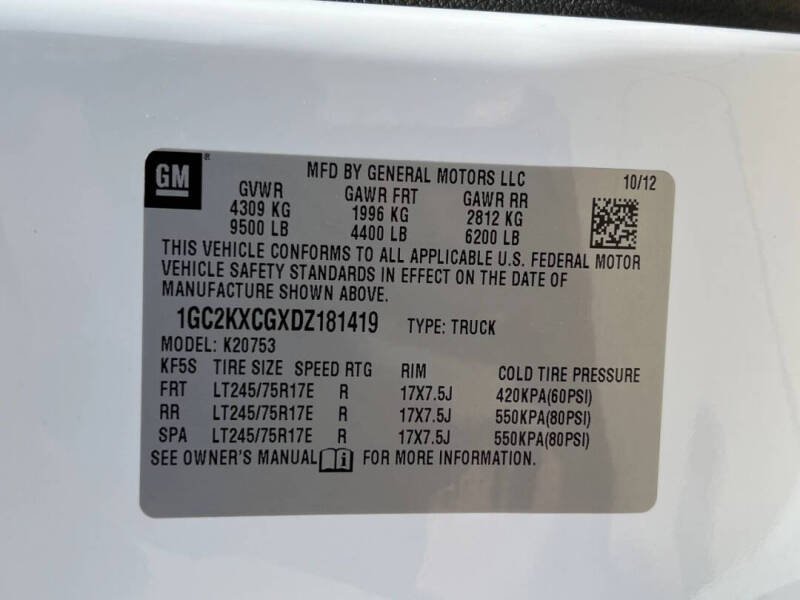 GM® MFD BY GENERAL MOTORS LLC 10/12
GVWR GAWR FRT GAWR RR
4309 KG 1996 KG 2812 KG
9500 LB 4400 LB 6200 LB
THIS VEHICLE CONFORMS TO ALL APPLICABLE U.S. FEDERAL MOTOR
VEHICLE SAFETY STANDARDS IN EFFECT ON THE DATE OF
MANUFACTURE SHOWN ABOVE.
1GC2KXCGXDZ181419 TYPE: TRUCK
MODEL: K20753
KF5S TIRE SIZE SPEED RTG RIM COLD TIRE PRESSURE
FRT LT245/75R17E R 17X7.5J 420KPA(60PSI)
RR LT245/75R17E R 17X7.5J 550KPA(80PSI)
SPA LT245/75R17E R 17X7.5J 550KPA(80PSI)
SEE OWNER'S MANUAL i FOR MORE INFORMATION.